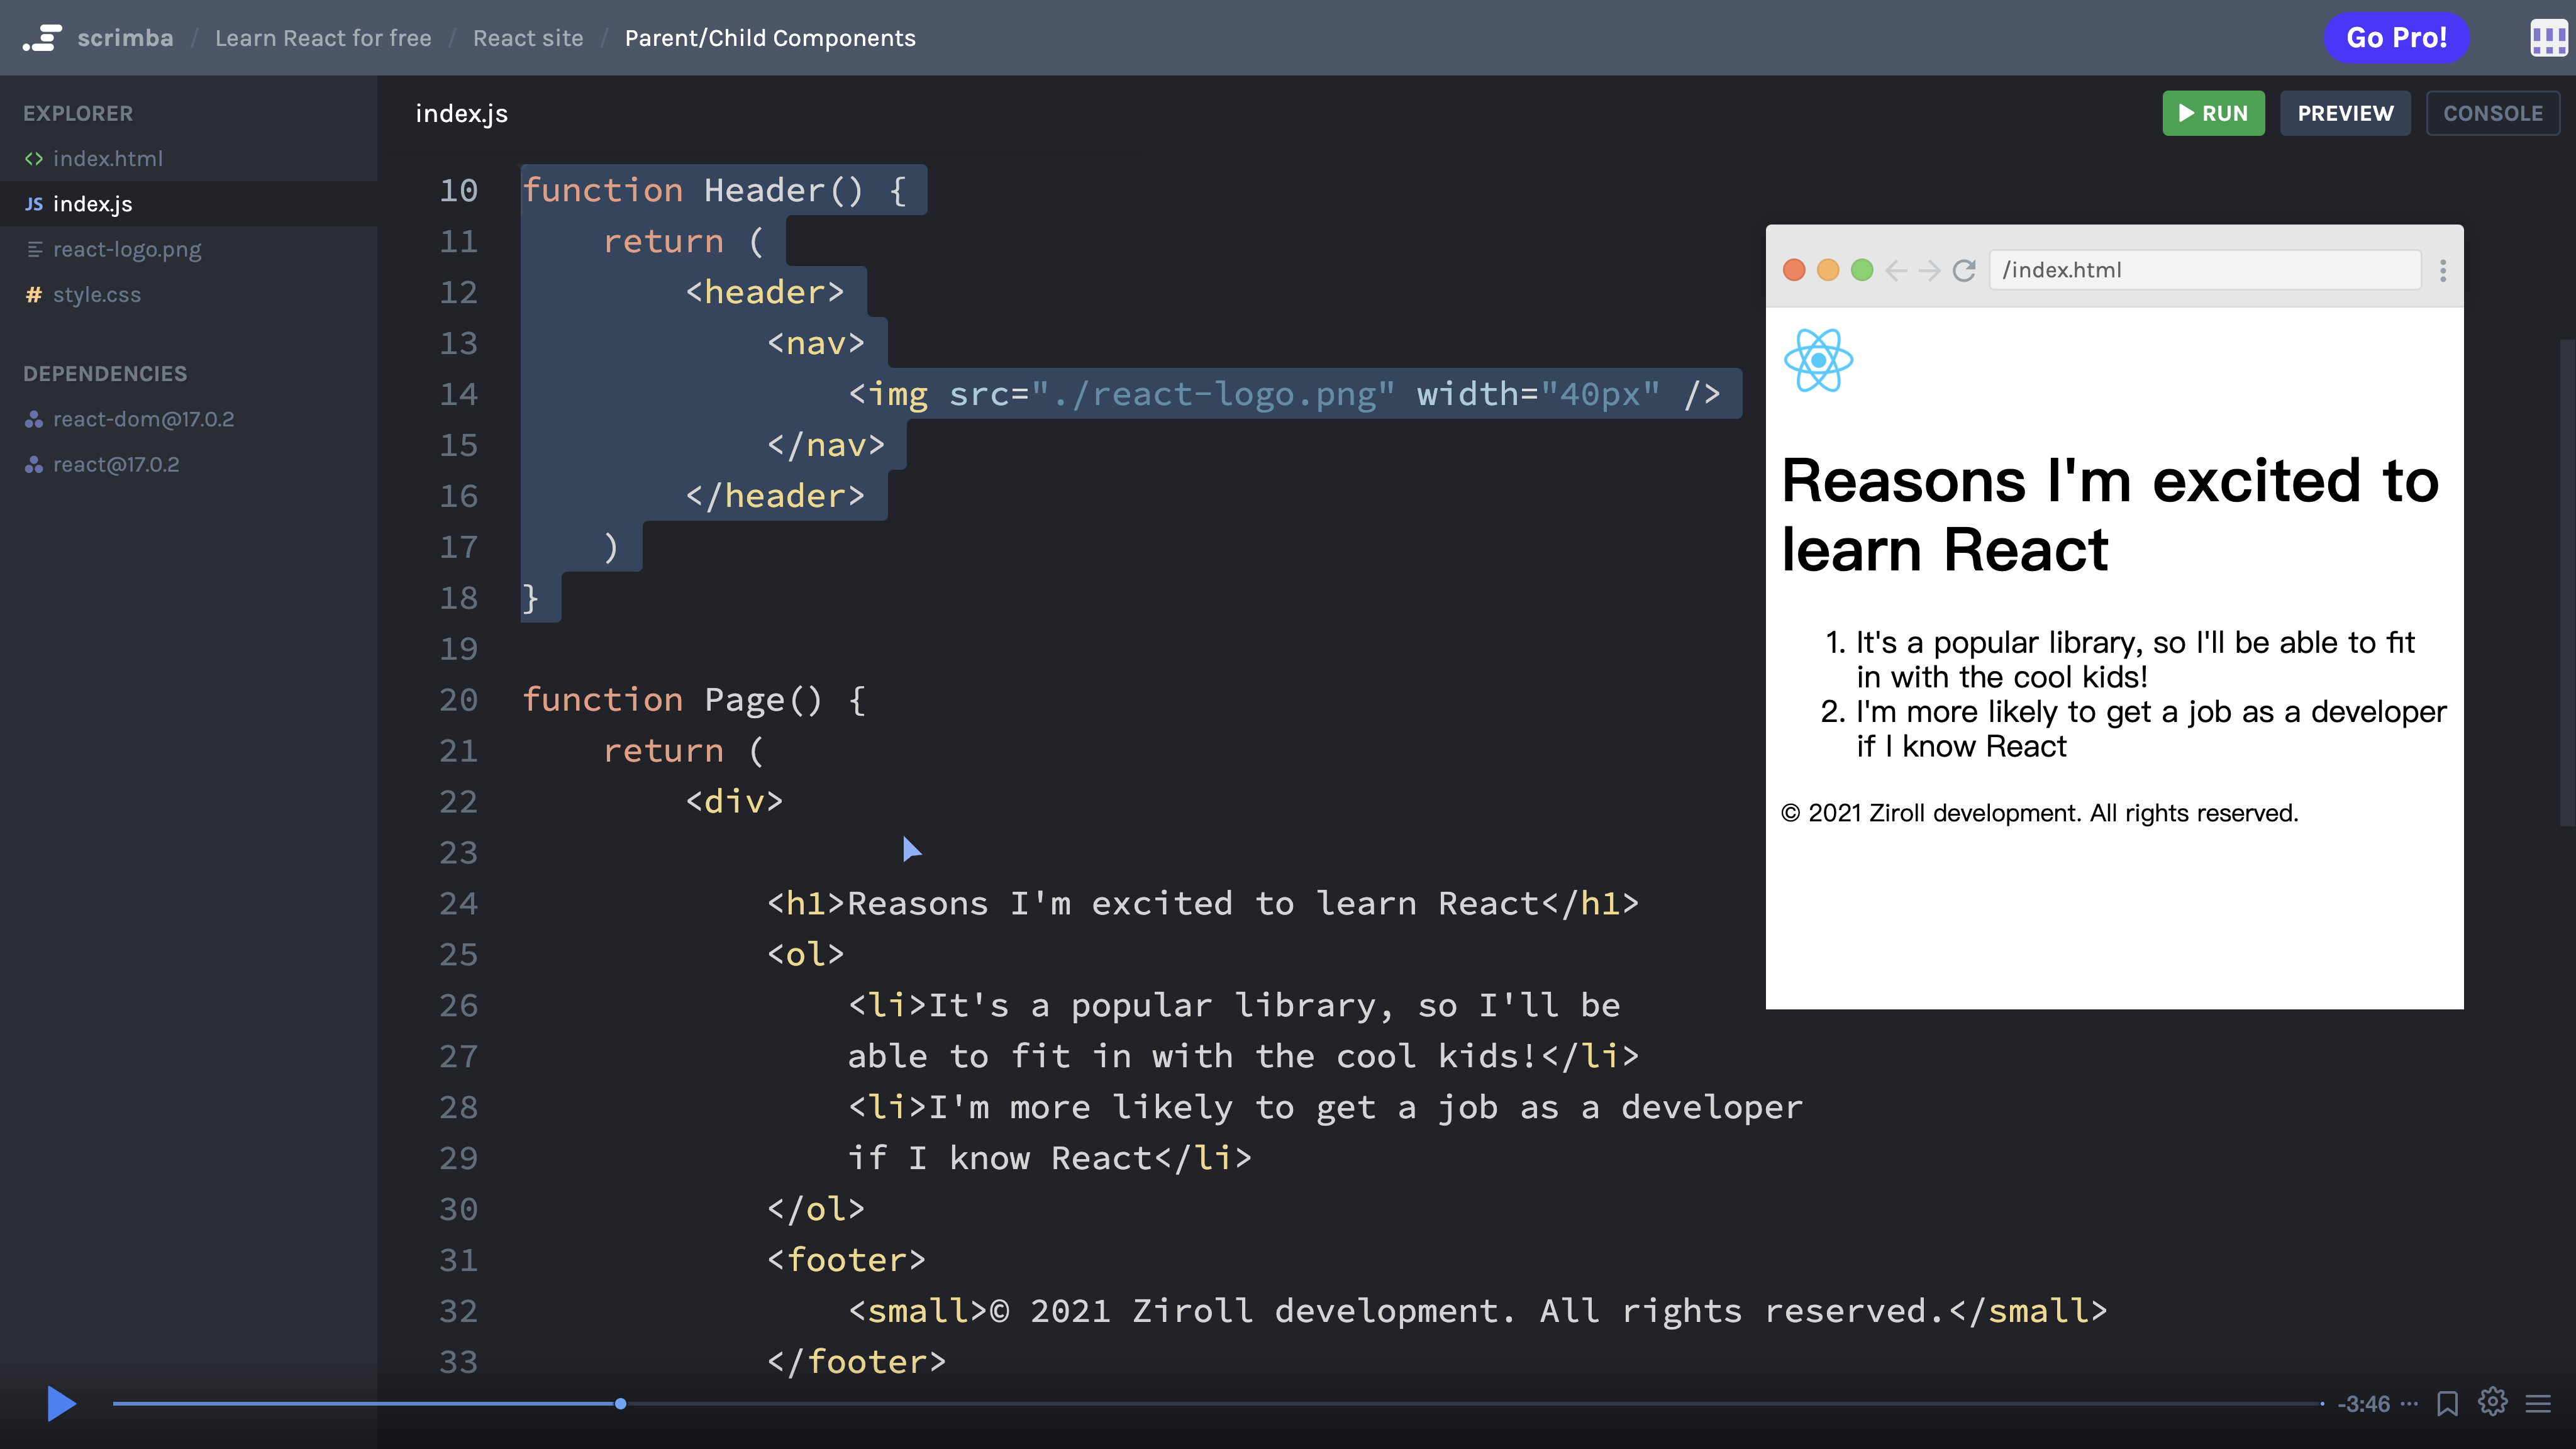 scrimba / Learn React for free / React site / Parent/Child Components
Go Pro!
EXPLORER
<> index.html
JS index.js
react-logo.png
# style.css
DEPENDENCIES
react-dom@17.0.2
react@17.0.2
index.js
RUN
PREVIEW
CONSOLE
10 function Header() {
11     return (
12         <header>
13             <nav>
14                 <img src="./react-logo.png" width="40px" />
15             </nav>
16         </header>
17     )
18 }
19
20 function Page() {
21     return (
22         <div>
23
24             <h1>Reasons I'm excited to learn React</h1>
25             <ol>
26                 <li>It's a popular library, so I'll be
27                 able to fit in with the cool kids!</li>
28                 <li>I'm more likely to get a job as a developer
29                 if I know React</li>
30             </ol>
31             <footer>
32                 <small>© 2021 Ziroll development. All rights reserved.</small>
33             </footer>
/index.html
Reasons I'm excited to
learn React
1. It's a popular library, so I'll be able to fit
in with the cool kids!
2. I'm more likely to get a job as a developer
if I know React
© 2021 Ziroll development. All rights reserved.
-3:46